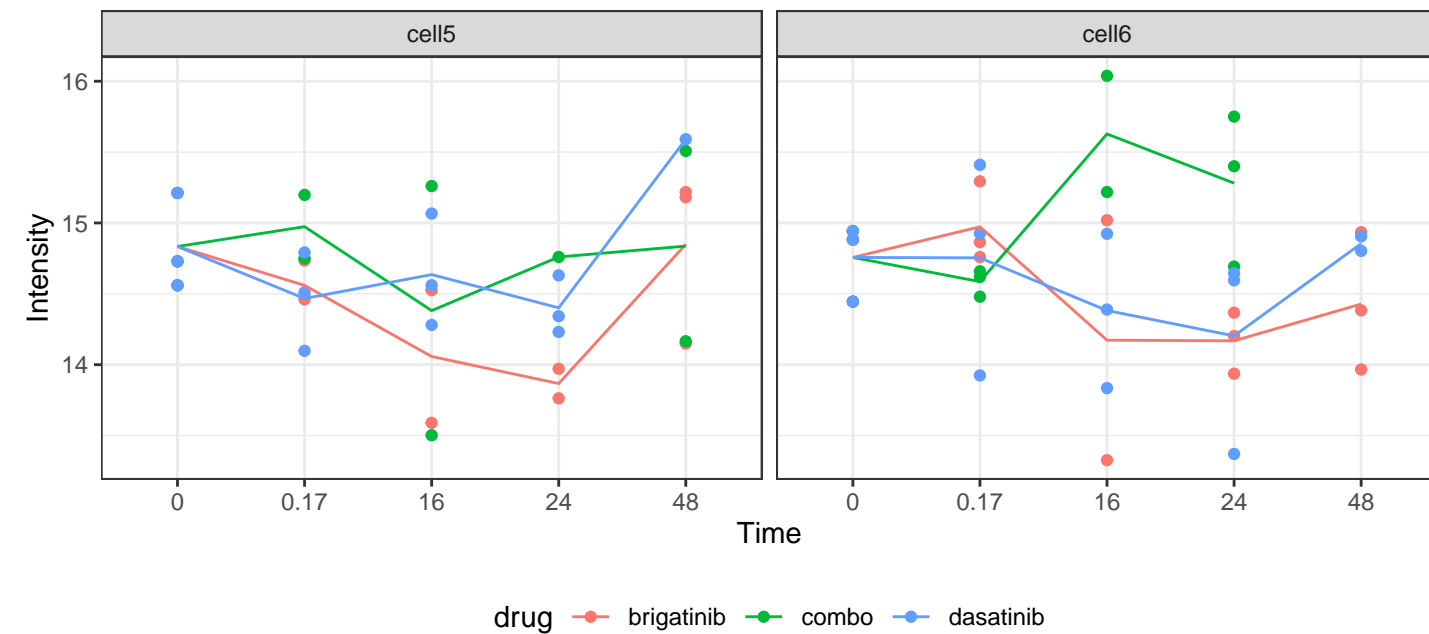 cell5 cell6
16
15
14
Intensity
0 0.17 16 24 48 0 0.17 16 24 48
Time
drug brigatinib combo dasatinib